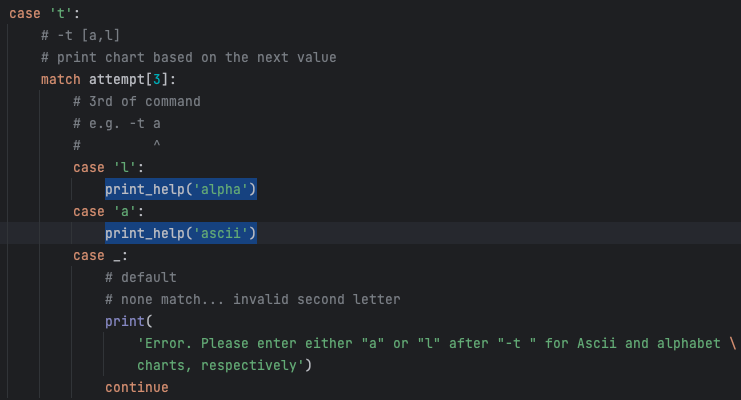 case 't':
    # -t [a,l]
    # print chart based on the next value
    match attempt[3]:
        # 3rd of command
        # e.g. -t a
        #         ^
        case 'l':
            print_help('alpha')
        case 'a':
            print_help('ascii')
        case _:
            # default
            # none match... invalid second letter
            print(
                'Error. Please enter either "a" or "l" after "-t " for Ascii and alphabet \
                charts, respectively')
            continue